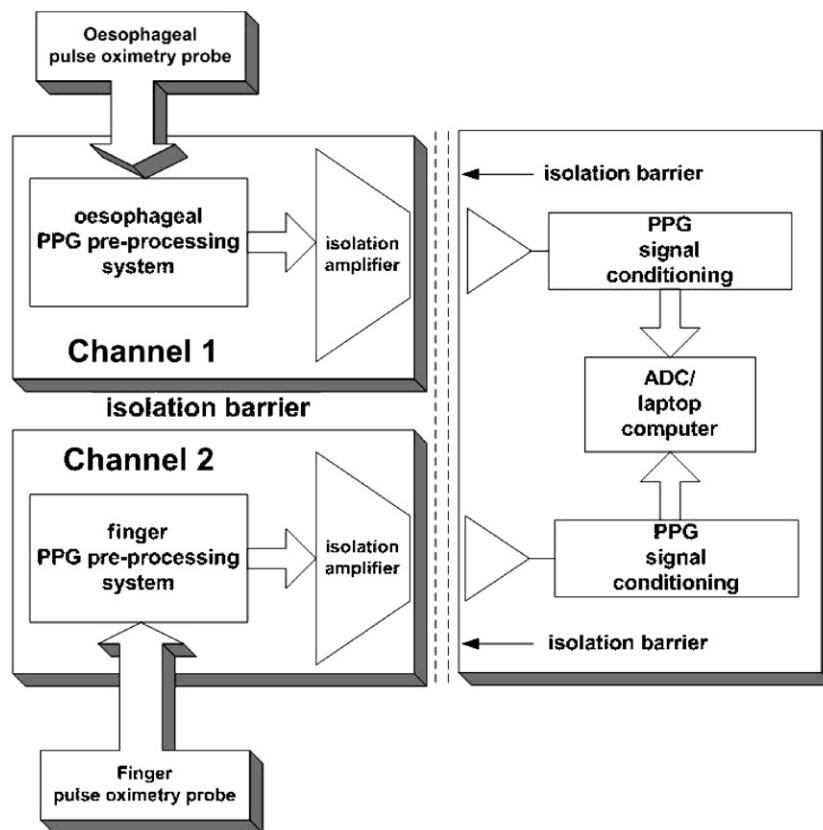 Oesophageal
pulse oximetry probe
oesophageal
PPG pre-processing
system
isolation
amplifier
Channel 1
isolation barrier
Channel 2
finger
PPG pre-processing
system
isolation
amplifier
Finger
pulse oximetry probe
isolation barrier
PPG
signal
conditioning
ADC/
laptop
computer
PPG
signal
conditioning
isolation barrier